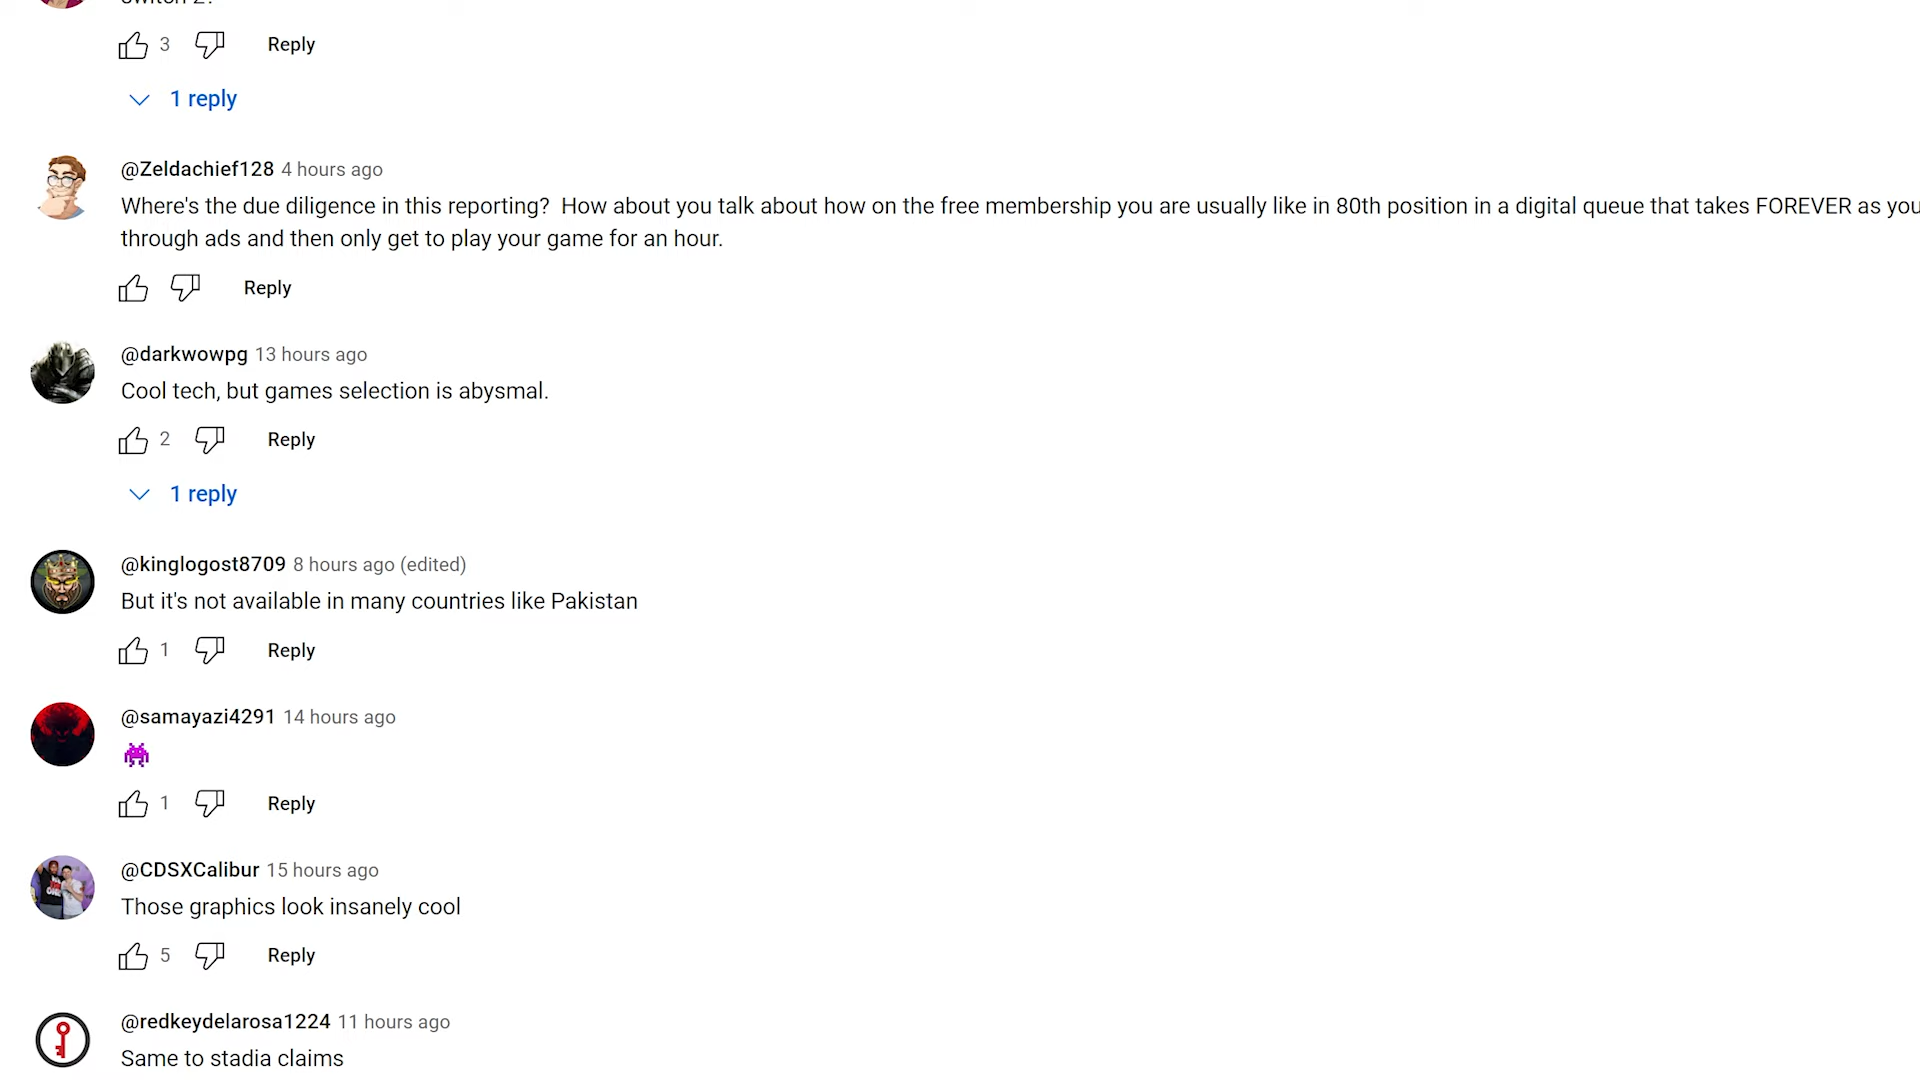 3 Reply
1 reply
@Zeldachief128 4 hours ago
Where's the due diligence in this reporting? How about you talk about how on the free membership you are usually like in 80th position in a digital queue that takes FOREVER as you
through ads and then only get to play your game for an hour.
Reply
@darkwowpg 13 hours ago
Cool tech, but games selection is abysmal.
2 Reply
1 reply
@kinglogost8709 8 hours ago (edited)
But it's not available in many countries like Pakistan
1 Reply
@samayazi4291 14 hours ago
👾
1 Reply
@CDSXCalibur 15 hours ago
Those graphics look insanely cool
5 Reply
@redkeydelarosa1224 11 hours ago
Same to stadia claims